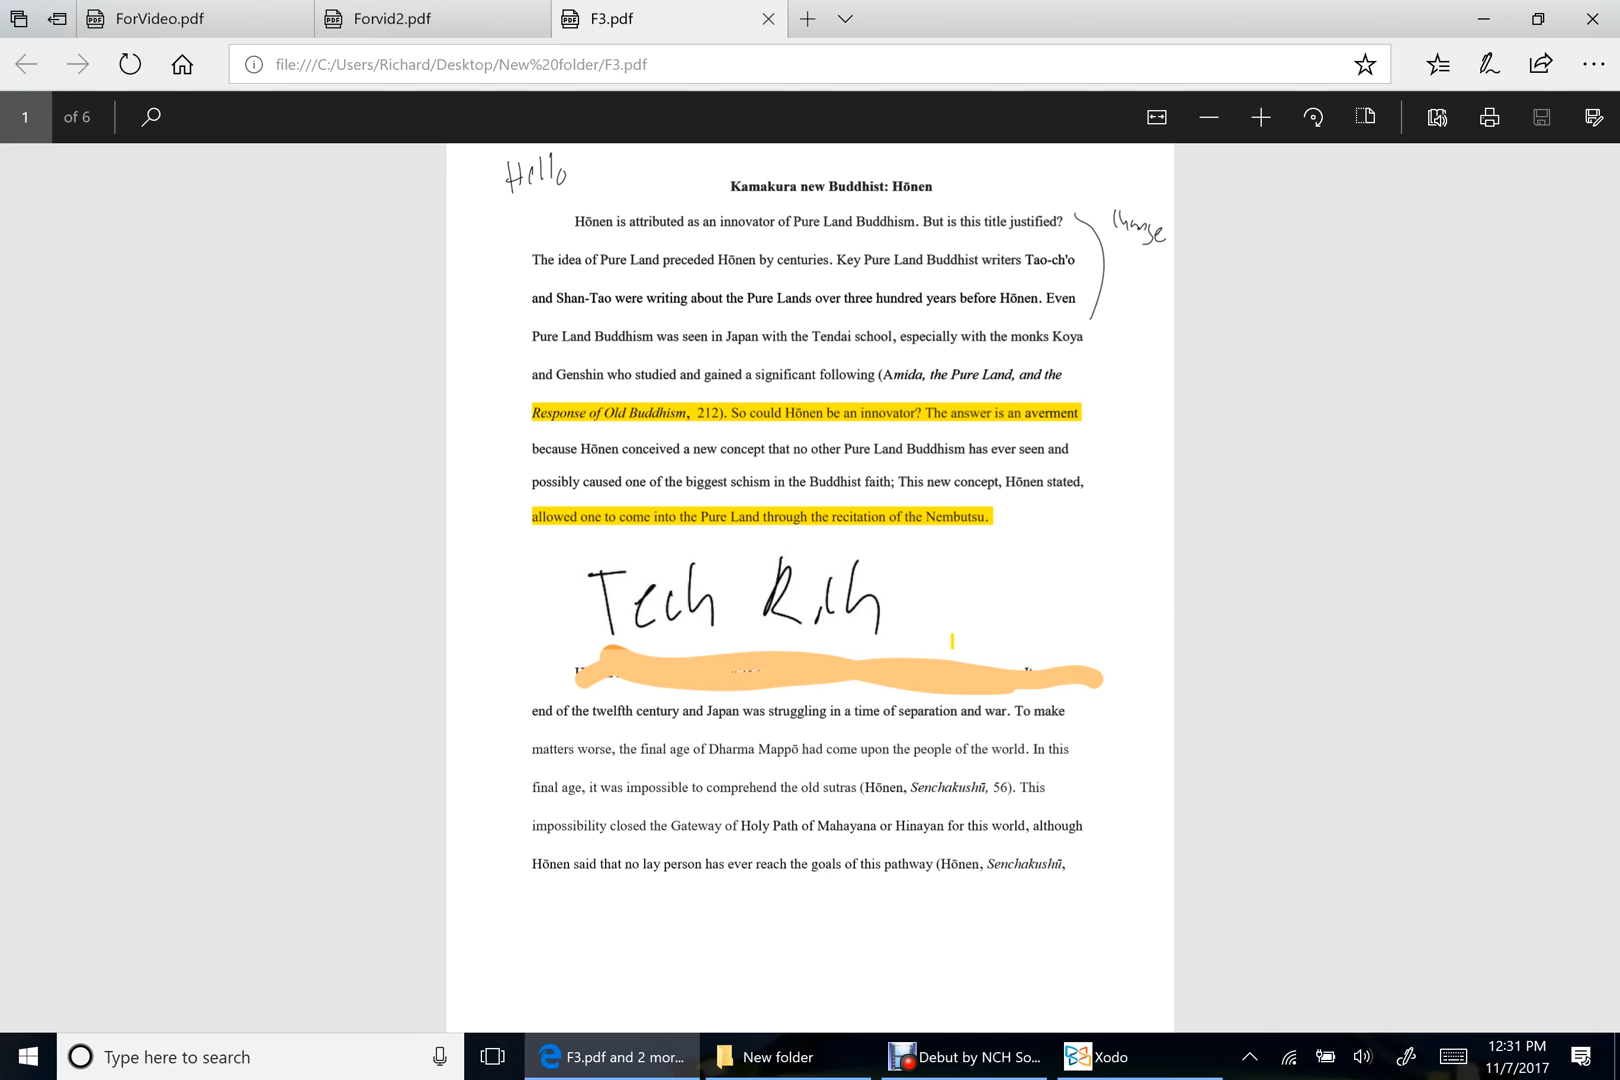 ForVideo.pdf
Forvid2.pdf
F3.pdf
file:///C:/Users/Richard/Desktop/New%20folder/F3.pdf
1 of 6
Hello
Kamakura new Buddhist: Hōnen
Hōnen is attributed as an innovator of Pure Land Buddhism. But is this title justified?
Change
The idea of Pure Land preceded Hōnen by centuries. Key Pure Land Buddhist writers Tao-ch'o
and Shan-Tao were writing about the Pure Lands over three hundred years before Hōnen. Even
Pure Land Buddhism was seen in Japan with the Tendai school, especially with the monks Koya
and Genshin who studied and gained a significant following (Amida, the Pure Land, and the
Response of Old Buddhism, 212). So could Hōnen be an innovator? The answer is an averment
because Hōnen conceived a new concept that no other Pure Land Buddhism has ever seen and
possibly caused one of the biggest schism in the Buddhist faith; This new concept, Hōnen stated,
allowed one to come into the Pure Land through the recitation of the Nembutsu.
Tech Rich
end of the twelfth century and Japan was struggling in a time of separation and war. To make
matters worse, the final age of Dharma Mappō had come upon the people of the world. In this
final age, it was impossible to comprehend the old sutras (Hōnen, Senchakushū, 56). This
impossibility closed the Gateway of Holy Path of Mahayana or Hinayan for this world, although
Hōnen said that no lay person has ever reach the goals of this pathway (Hōnen, Senchakushū,
Type here to search
F3.pdf and 2 mor...
New folder
Debut by NCH So...
Xodo
12:31 PM
11/7/2017